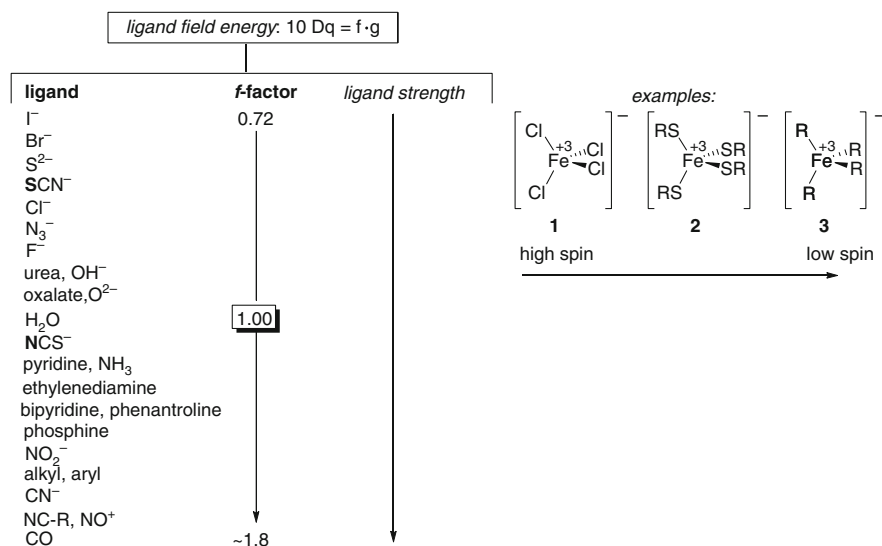 ligand field energy: 10 Dq = f·g
ligand f-factor ligand strength
I⁻ 0.72
Br⁻
S²⁻
SCN⁻
Cl⁻
N₃⁻
F⁻
urea, OH⁻
oxalate,O²⁻
H₂O 1.00
NCS⁻
pyridine, NH₃
ethylenediamine
bipyridine, phenantroline
phosphine
NO₂⁻
alkyl, aryl
CN⁻
NC-R, NO⁺
CO ~1.8
examples:
Cl +3 Fe Cl Cl Cl −
RS +3 Fe SR SR RS −
R +3 Fe R R R −
1 2 3
high spin low spin